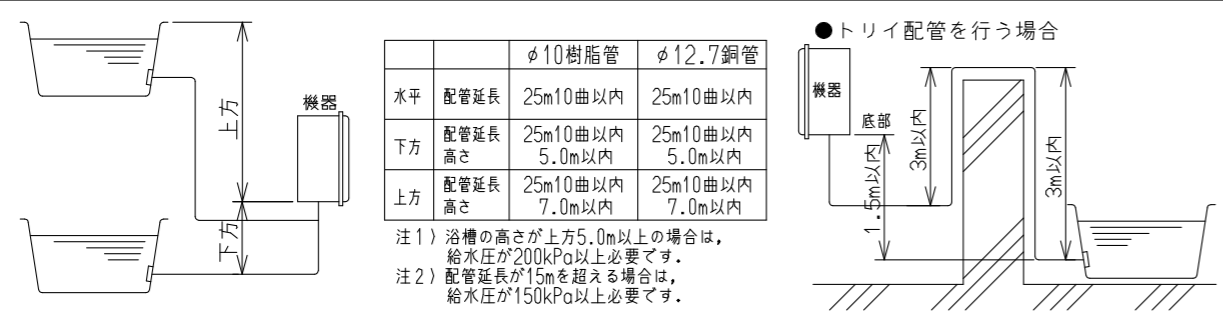 上方
下方
機器
φ10樹脂管 φ12.7銅管
水平 配管延長 25m10曲以内 25m10曲以内
下方 配管延長 25m10曲以内 25m10曲以内
高さ 5.0m以内 5.0m以内
上方 配管延長 25m10曲以内 25m10曲以内
高さ 7.0m以内 7.0m以内
注1) 浴槽の高さが上方5.0m以上の場合は,
給水圧が200kPa以上必要です.
注2) 配管延長が15mを超える場合は,
給水圧が150kPa以上必要です.
●トリイ配管を行う場合
機器
底部
1.5m以内
3m以内
3m以内